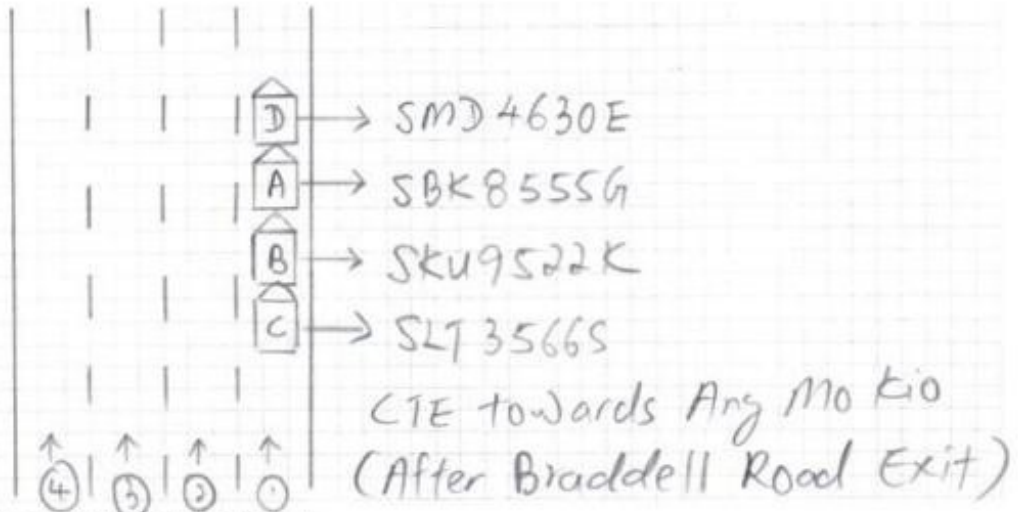 D → SMD4630E
A → SBK8555G
B → SKU9522K
C → SLT3566S
CTE towards Ang Mo Kio
(After Braddell Road Exit)
4 3 2 1